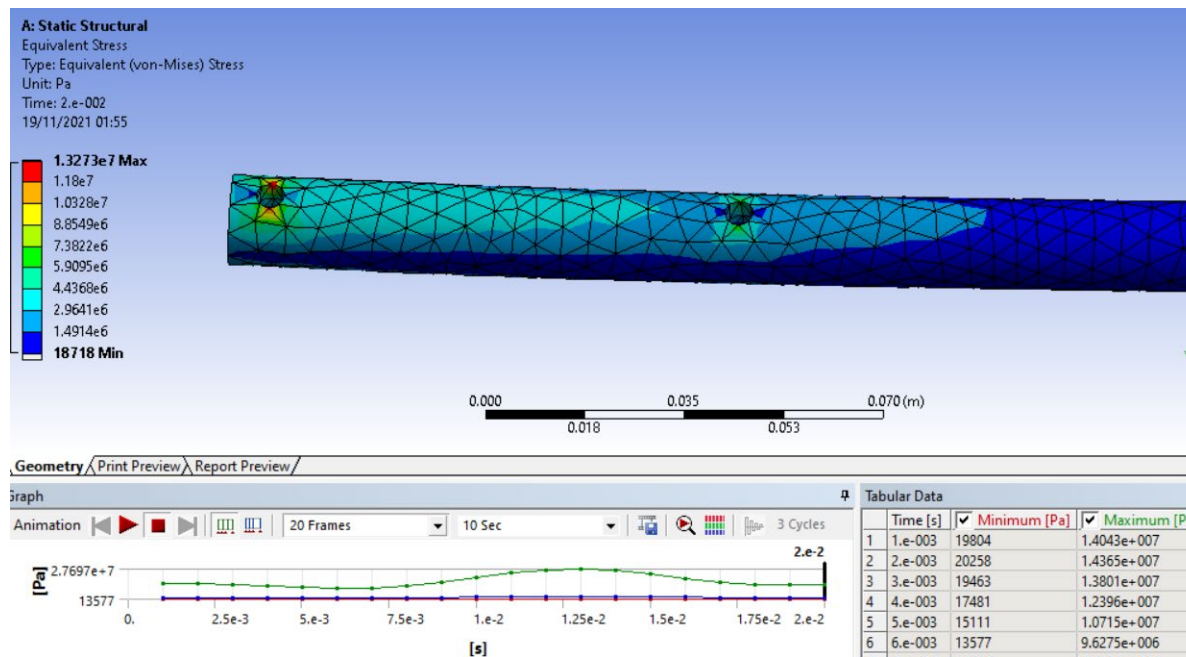 A: Static Structural
Equivalent Stress
Type: Equivalent (von-Mises) Stress
Unit: Pa
Time: 2.e-002
19/11/2021 01:55
1.3273e7 Max
1.18e7
1.0328e7
8.8549e6
7.3822e6
5.9095e6
4.4368e6
2.9641e6
1.4914e6
18718 Min
0.000 0.035 0.070 (m)
0.018 0.053
Geometry Print Preview Report Preview
Graph
Animation 20 Frames 10 Sec 3 Cycles
2.e-2
2.7697e+7
13577
[Pa]
0. 2.5e-3 5.e-3 7.5e-3 1.e-2 1.25e-2 1.5e-2 1.75e-2 2.e-2
[s]
Tabular Data
Time [s] Minimum [Pa] Maximum [P
1 1.e-003 19804 1.4043e+007
2 2.e-003 20258 1.4365e+007
3 3.e-003 19463 1.3801e+007
4 4.e-003 17481 1.2396e+007
5 5.e-003 15111 1.0715e+007
6 6.e-003 13577 9.6275e+006